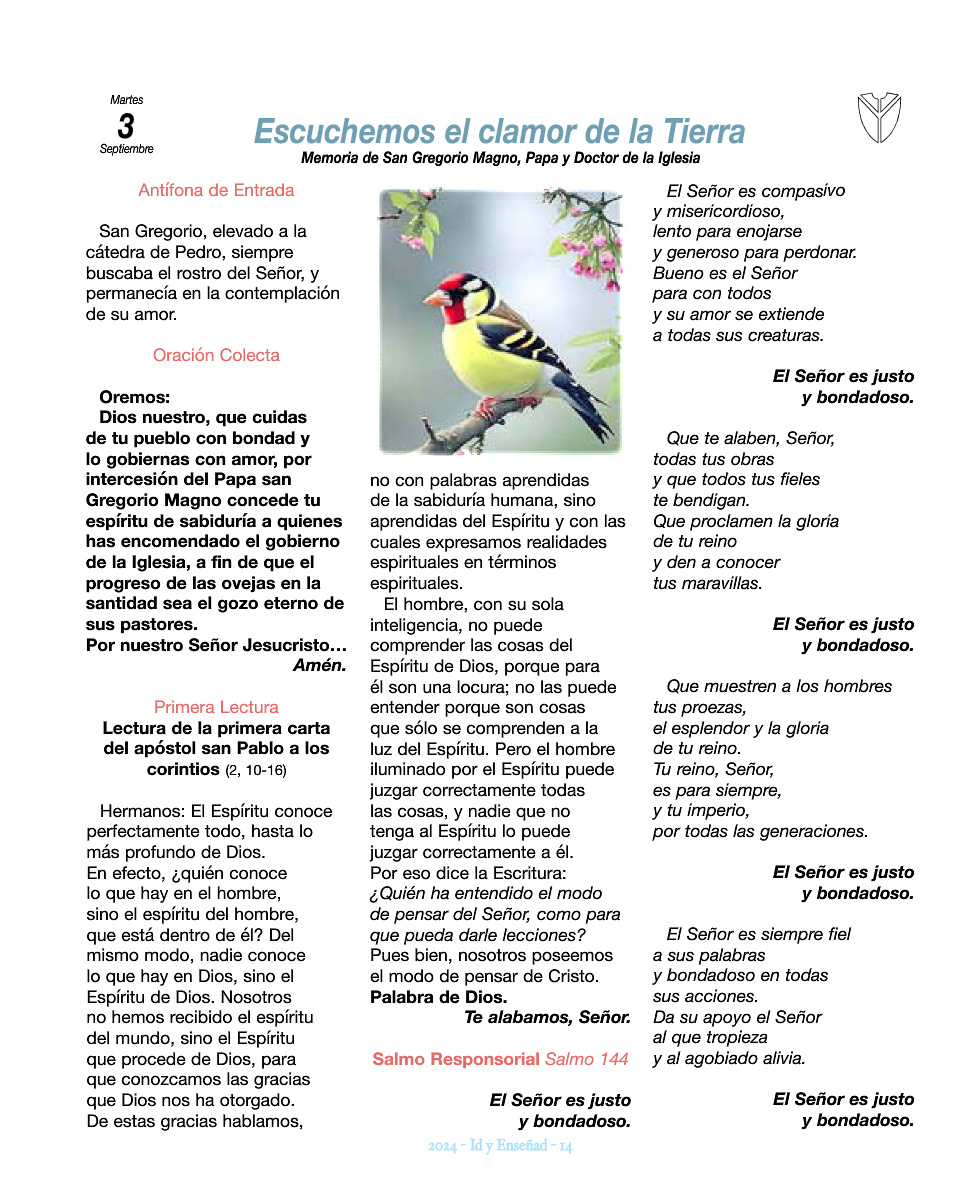 Martes
3
Septiembre
Escuchemos el clamor de la Tierra
Memoria de San Gregorio Magno, Papa y Doctor de la Iglesia
Antífona de Entrada
San Gregorio, elevado a la
cátedra de Pedro, siempre
buscaba el rostro del Señor, y
permanecía en la contemplación
de su amor.
Oración Colecta
Oremos:
Dios nuestro, que cuidas
de tu pueblo con bondad y
lo gobiernas con amor, por
intercesión del Papa san
Gregorio Magno concede tu
espíritu de sabiduría a quienes
has encomendado el gobierno
de la Iglesia, a fin de que el
progreso de las ovejas en la
santidad sea el gozo eterno de
sus pastores.
Por nuestro Señor Jesucristo…
Amén.
Primera Lectura
Lectura de la primera carta
del apóstol san Pablo a los
corintios (2, 10-16)
Hermanos: El Espíritu conoce
perfectamente todo, hasta lo
más profundo de Dios.
En efecto, ¿quién conoce
lo que hay en el hombre,
sino el espíritu del hombre,
que está dentro de él? Del
mismo modo, nadie conoce
lo que hay en Dios, sino el
Espíritu de Dios. Nosotros
no hemos recibido el espíritu
del mundo, sino el Espíritu
que procede de Dios, para
que conozcamos las gracias
que Dios nos ha otorgado.
De estas gracias hablamos,
no con palabras aprendidas
de la sabiduría humana, sino
aprendidas del Espíritu y con las
cuales expresamos realidades
espirituales en términos
espirituales.
El hombre, con su sola
inteligencia, no puede
comprender las cosas del
Espíritu de Dios, porque para
él son una locura; no las puede
entender porque son cosas
que sólo se comprenden a la
luz del Espíritu. Pero el hombre
iluminado por el Espíritu puede
juzgar correctamente todas
las cosas, y nadie que no
tenga al Espíritu lo puede
juzgar correctamente a él.
Por eso dice la Escritura:
¿Quién ha entendido el modo
de pensar del Señor, como para
que pueda darle lecciones?
Pues bien, nosotros poseemos
el modo de pensar de Cristo.
Palabra de Dios.
Te alabamos, Señor.
Salmo Responsorial Salmo 144
El Señor es justo
y bondadoso.
El Señor es compasivo
y misericordioso,
lento para enojarse
y generoso para perdonar.
Bueno es el Señor
para con todos
y su amor se extiende
a todas sus creaturas.
El Señor es justo
y bondadoso.
Que te alaben, Señor,
todas tus obras
y que todos tus fieles
te bendigan.
Que proclamen la gloria
de tu reino
y den a conocer
tus maravillas.
El Señor es justo
y bondadoso.
Que muestren a los hombres
tus proezas,
el esplendor y la gloria
de tu reino.
Tu reino, Señor,
es para siempre,
y tu imperio,
por todas las generaciones.
El Señor es justo
y bondadoso.
El Señor es siempre fiel
a sus palabras
y bondadoso en todas
sus acciones.
Da su apoyo el Señor
al que tropieza
y al agobiado alivia.
El Señor es justo
y bondadoso.
2024 - Id y Enseñad - 14